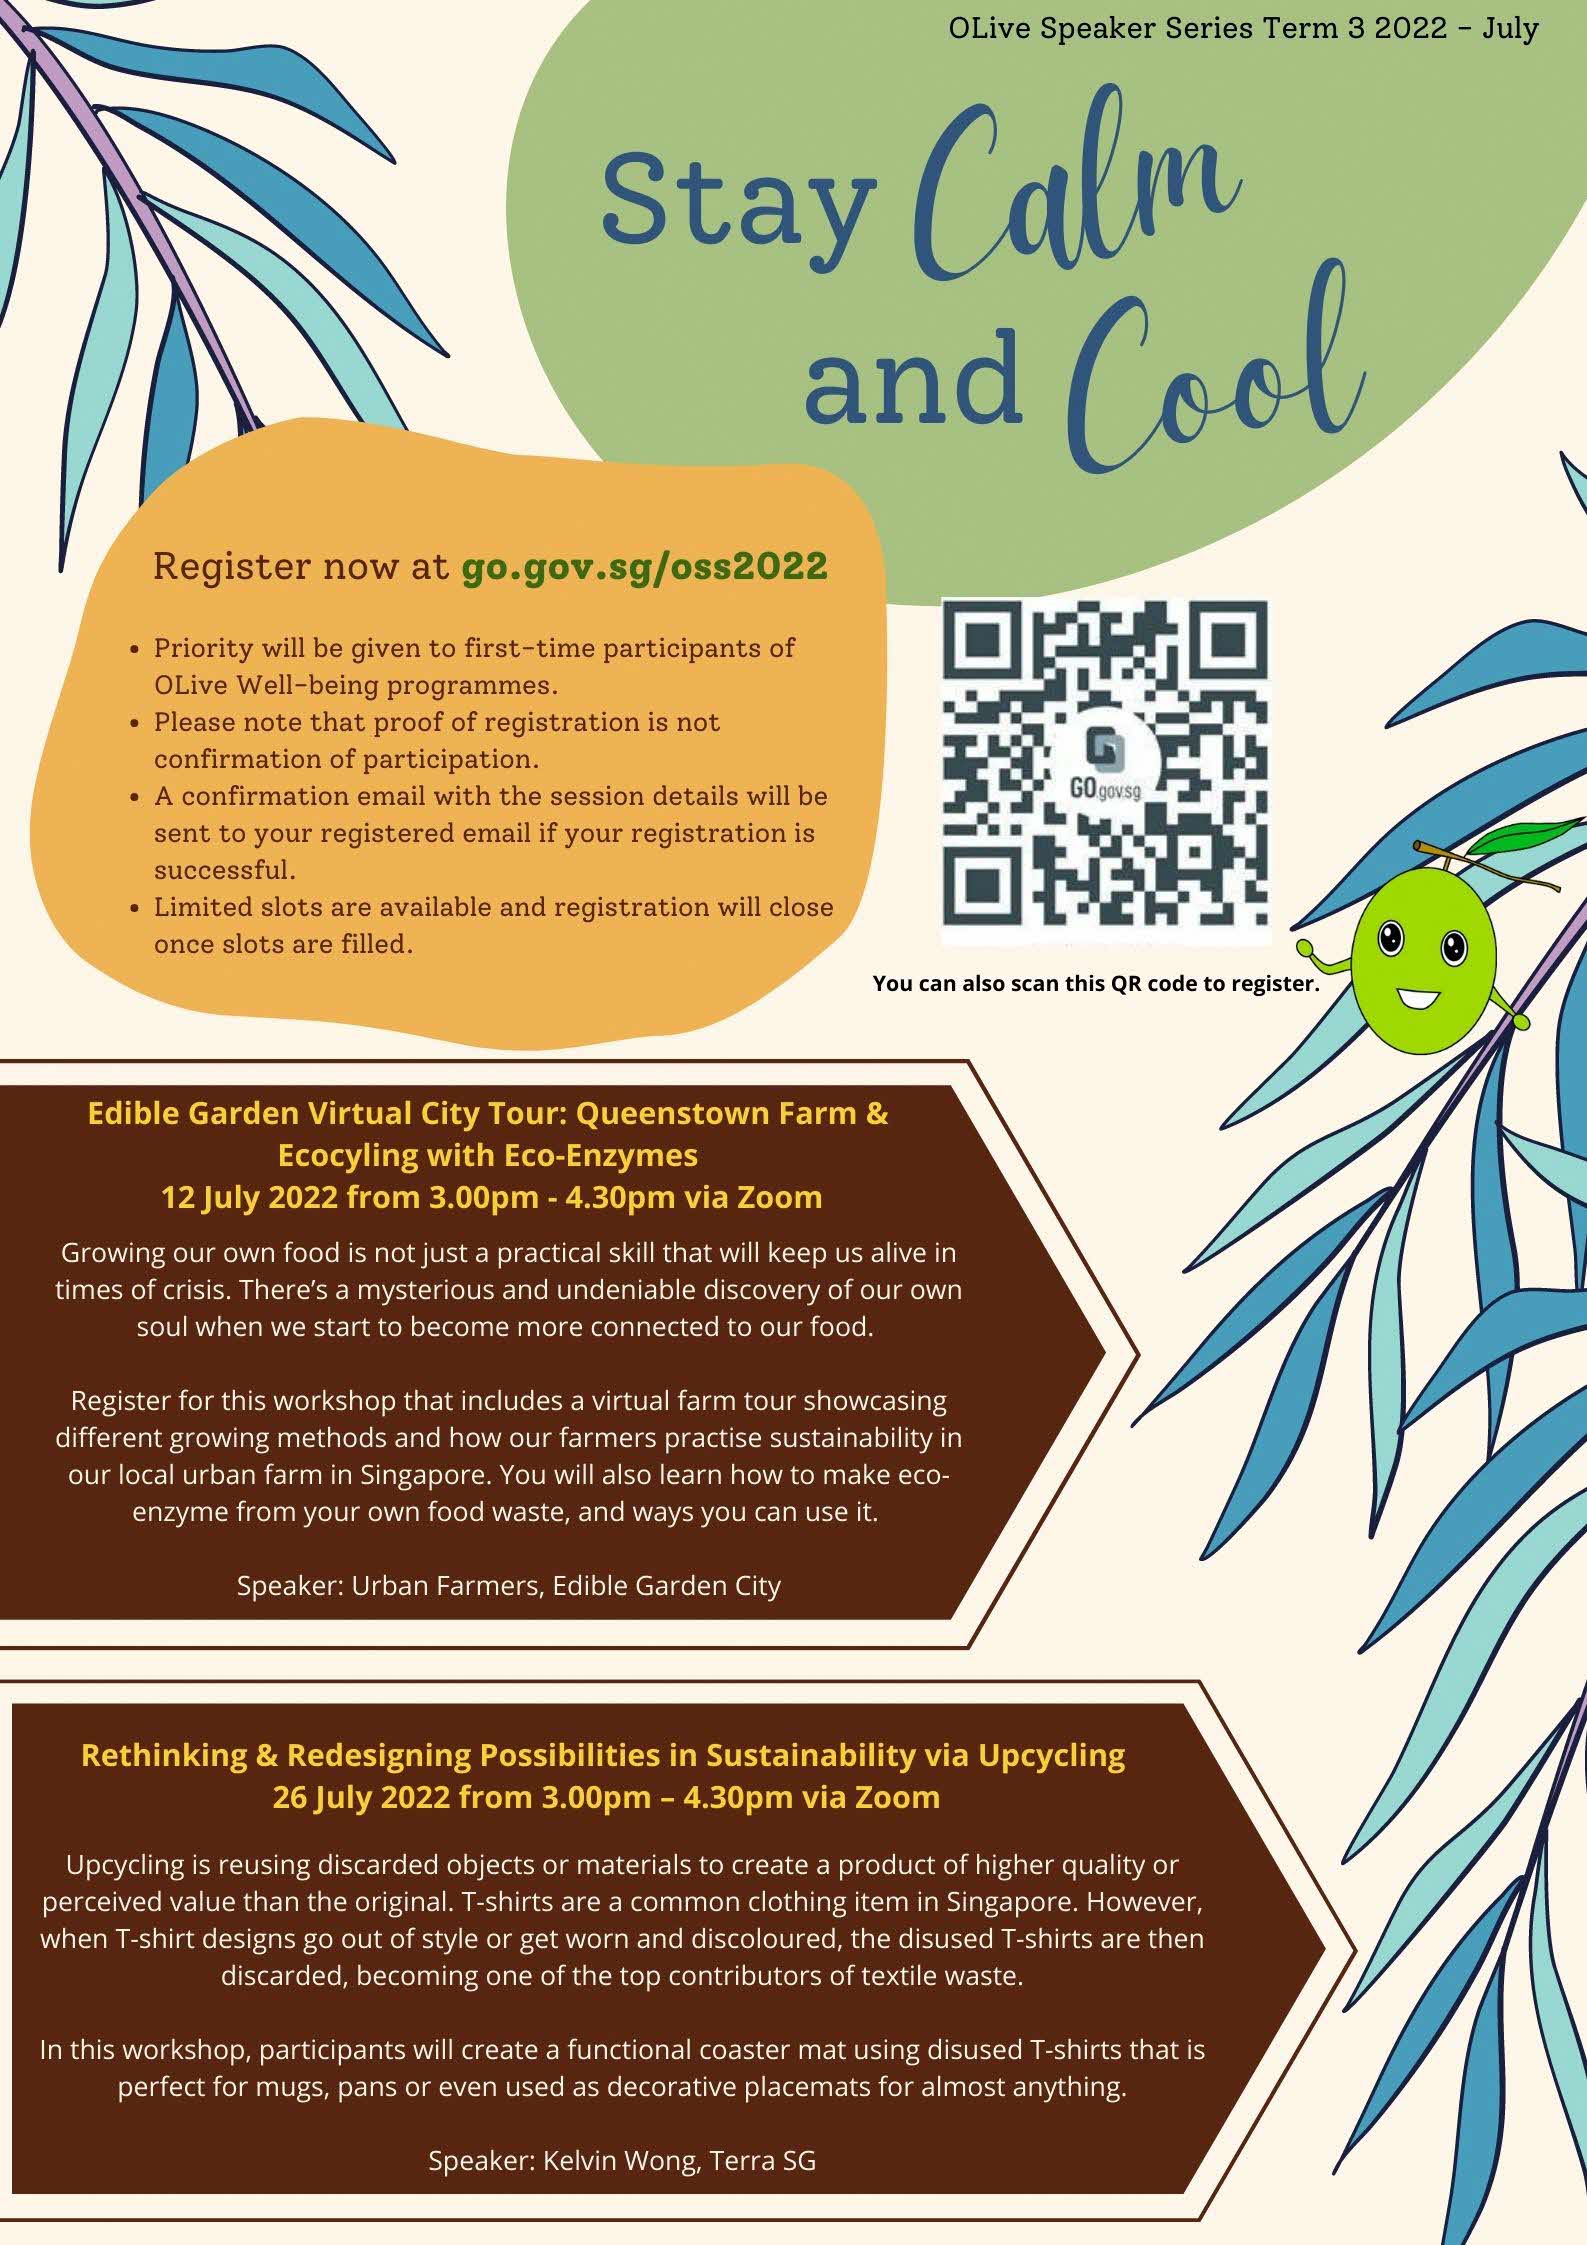 OLive Speaker Series Term 3 2022 - July
Stay Calm
and Cool
Register now at go.gov.sg/oss2022
• Priority will be given to first-time participants of
OLive Well-being programmes.
• Please note that proof of registration is not
confirmation of participation.
• A confirmation email with the session details will be
sent to your registered email if your registration is
successful.
• Limited slots are available and registration will close
once slots are filled.
GO.gov.sg
You can also scan this QR code to register.
Edible Garden Virtual City Tour: Queenstown Farm &
Ecocyling with Eco-Enzymes
12 July 2022 from 3.00pm - 4.30pm via Zoom
Growing our own food is not just a practical skill that will keep us alive in
times of crisis. There’s a mysterious and undeniable discovery of our own
soul when we start to become more connected to our food.
Register for this workshop that includes a virtual farm tour showcasing
different growing methods and how our farmers practise sustainability in
our local urban farm in Singapore. You will also learn how to make eco-
enzyme from your own food waste, and ways you can use it.
Speaker: Urban Farmers, Edible Garden City
Rethinking & Redesigning Possibilities in Sustainability via Upcycling
26 July 2022 from 3.00pm – 4.30pm via Zoom
Upcycling is reusing discarded objects or materials to create a product of higher quality or
perceived value than the original. T-shirts are a common clothing item in Singapore. However,
when T-shirt designs go out of style or get worn and discoloured, the disused T-shirts are then
discarded, becoming one of the top contributors of textile waste.
In this workshop, participants will create a functional coaster mat using disused T-shirts that is
perfect for mugs, pans or even used as decorative placemats for almost anything.
Speaker: Kelvin Wong, Terra SG